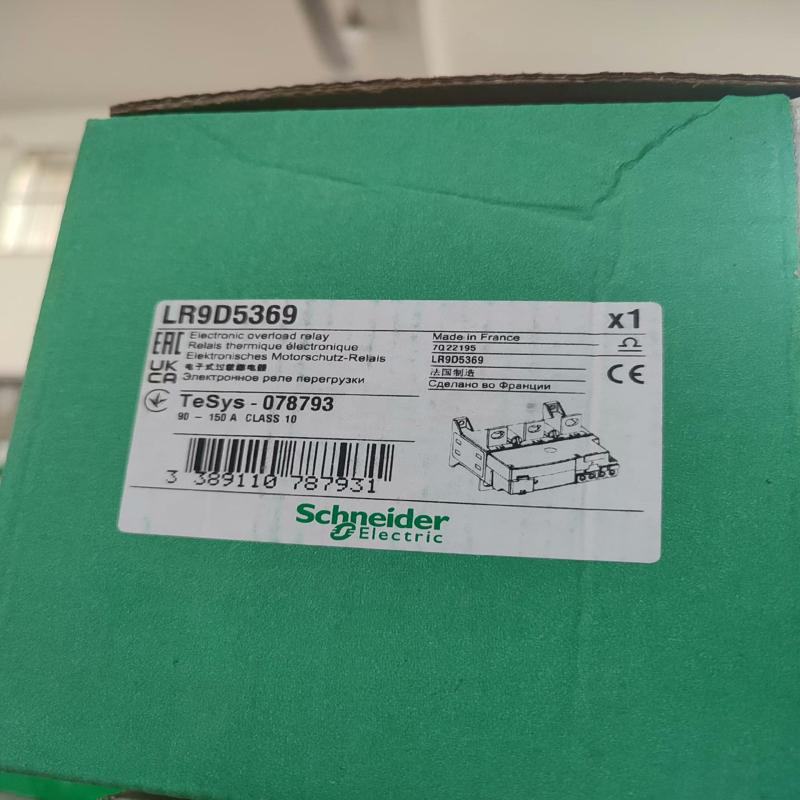 LR9D5369
x1
Electronic overload relay
Relais thermique électronique
Elektronisches Motorschutz-Relais
电子式过载继电器
Электронное реле перегрузки
EAC
UK
CA
Made in France
7Q22195
LR9D5369
法国制造
Сделано во Франции
CE
TeSys - 078793
90 - 150 A CLASS 10
3 389110 787931
Schneider
Electric